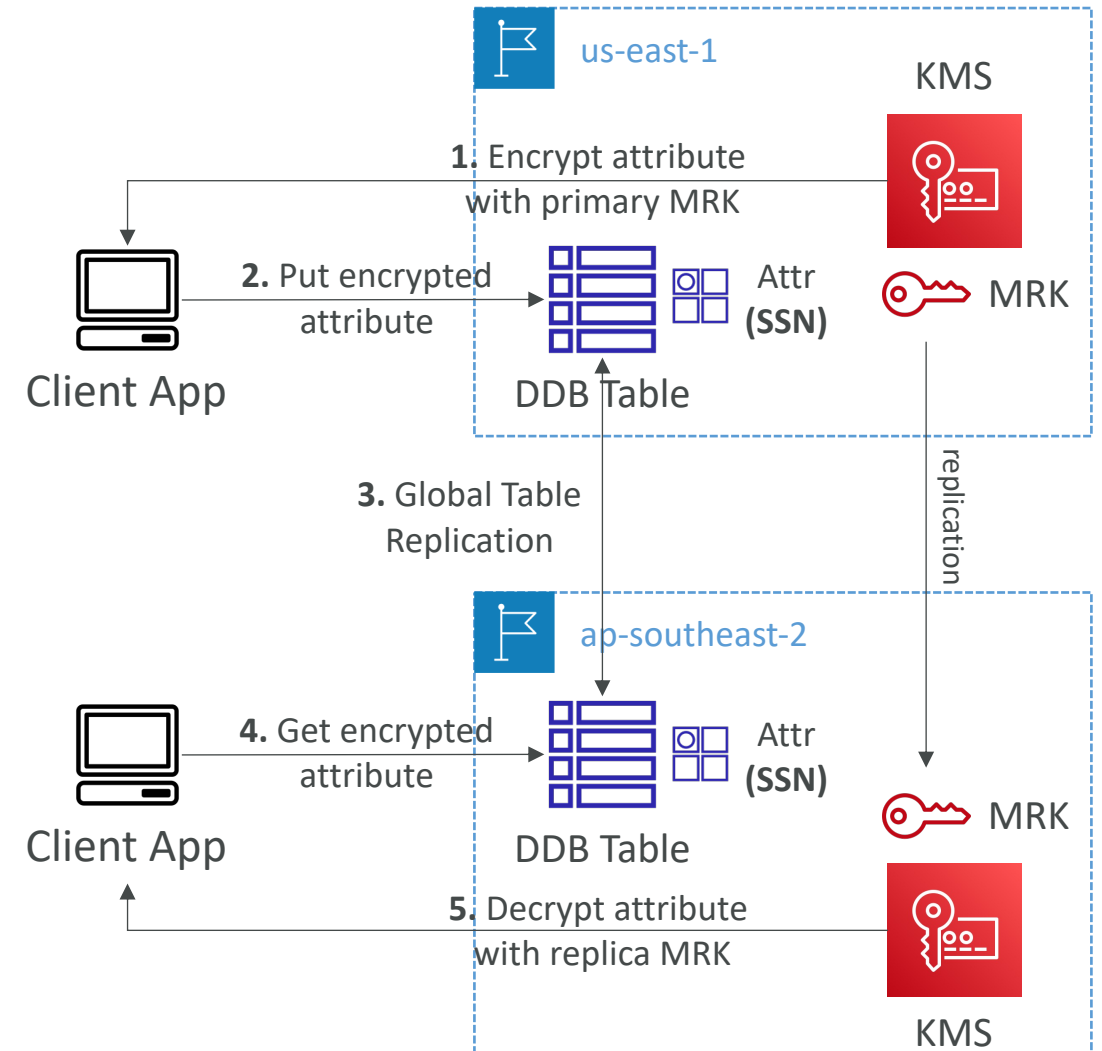 us-east-1
KMS
1. Encrypt attribute
with primary MRK
2. Put encrypted
attribute
Attr
(SSN)
MRK
Client App
DDB Table
3. Global Table
Replication
replication
ap-southeast-2
4. Get encrypted
attribute
Attr
(SSN)
MRK
Client App
DDB Table
5. Decrypt attribute
with replica MRK
KMS